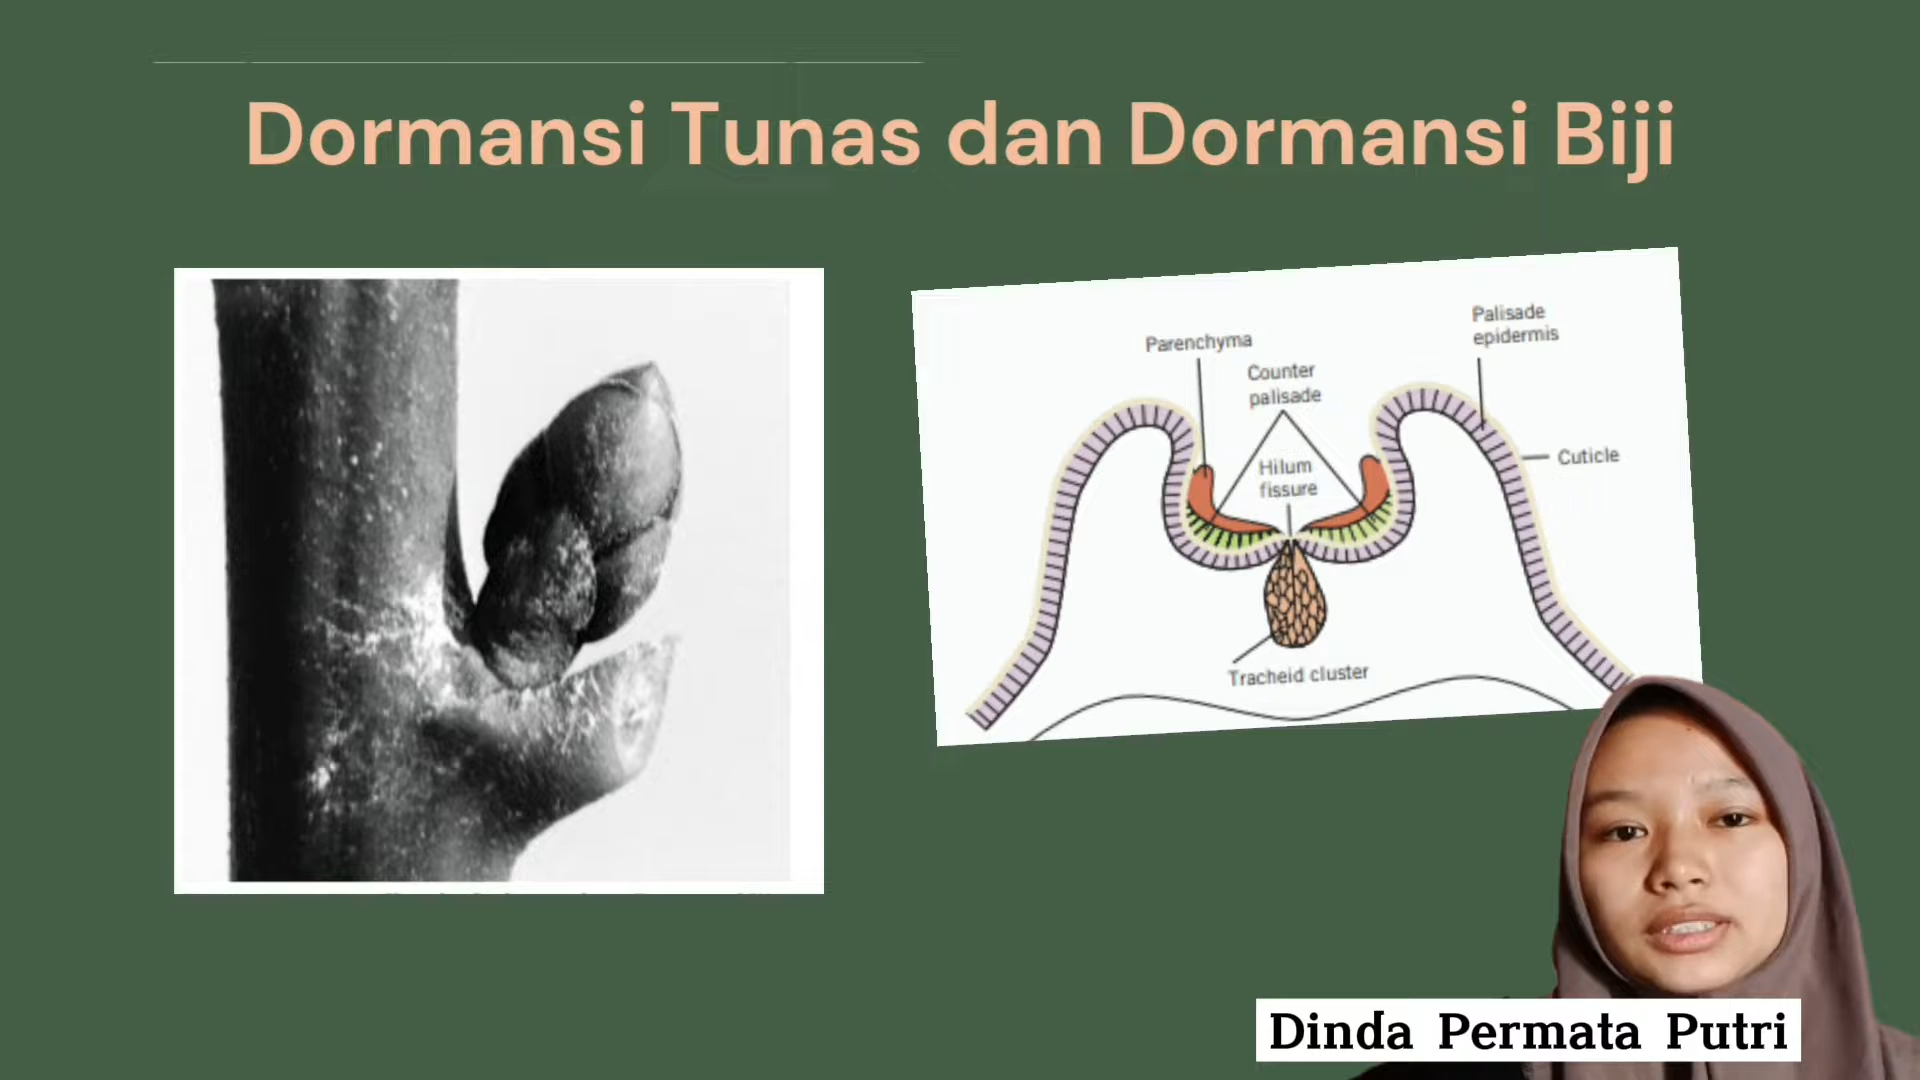 Dormansi Tunas dan Dormansi Biji
Parenchyma
Counter
palisade
Palisade
epidermis
Hilum
fissure
Cuticle
Tracheid cluster
Dinda Permata Putri